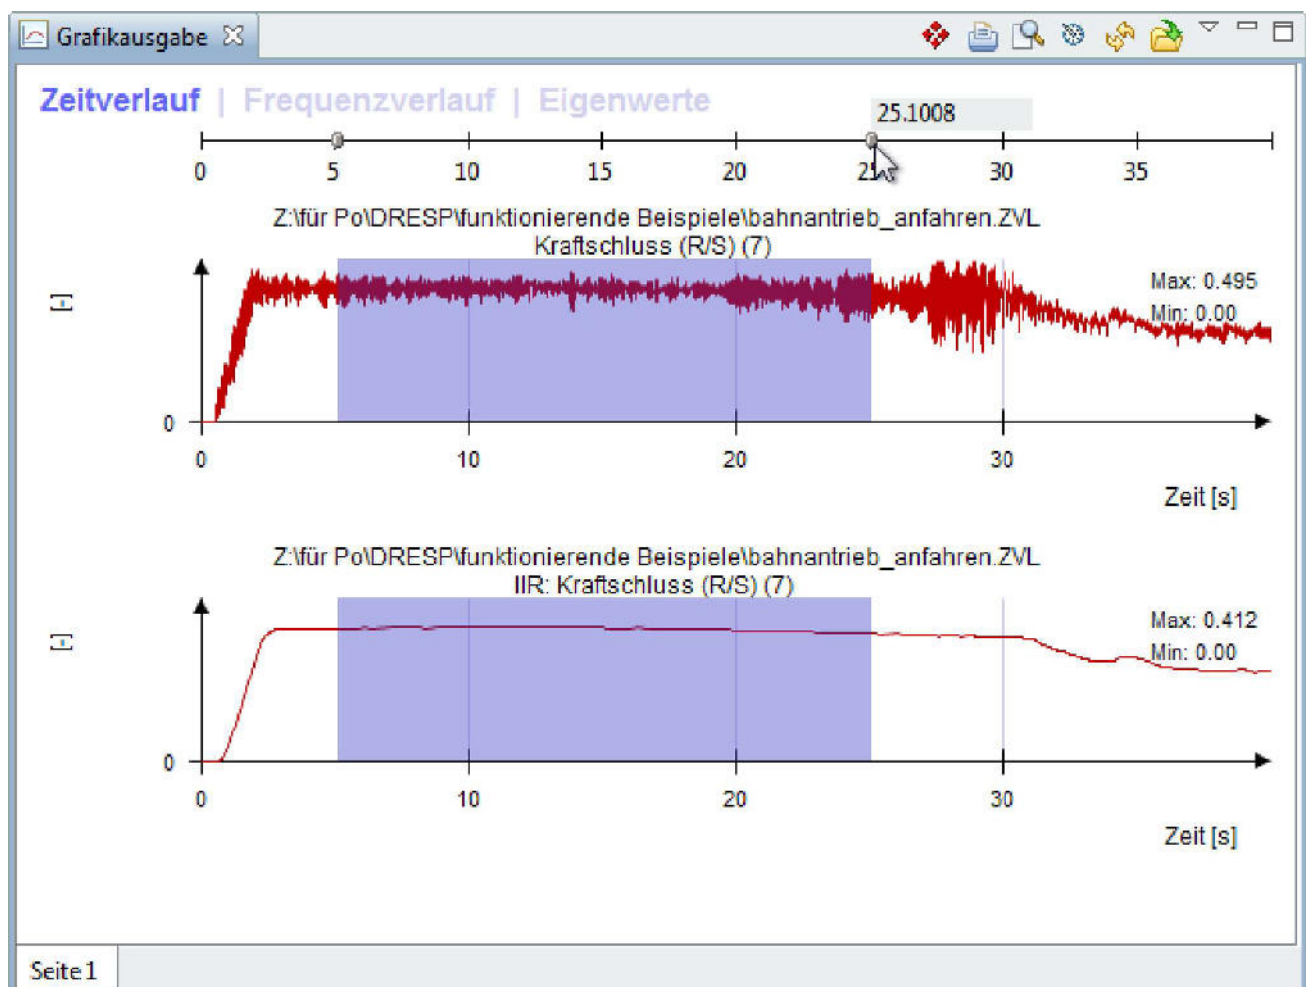 Grafikausgabe
Zeitverlauf | Frequenzverlauf | Eigenwerte
25.1008
0 5 10 15 20 25 30 35
Z:\für Po\DRESP\funktionierende Beispiele\bahnantrieb_anfahren.ZVL
Kraftschluss (R/S) (7)
[-]
Max: 0.495
Min: 0.00
0
0 10 20 30
Zeit [s]
Z:\für Po\DRESP\funktionierende Beispiele\bahnantrieb_anfahren.ZVL
IIR: Kraftschluss (R/S) (7)
[-]
Max: 0.412
Min: 0.00
0
0 10 20 30
Zeit [s]
Seite 1